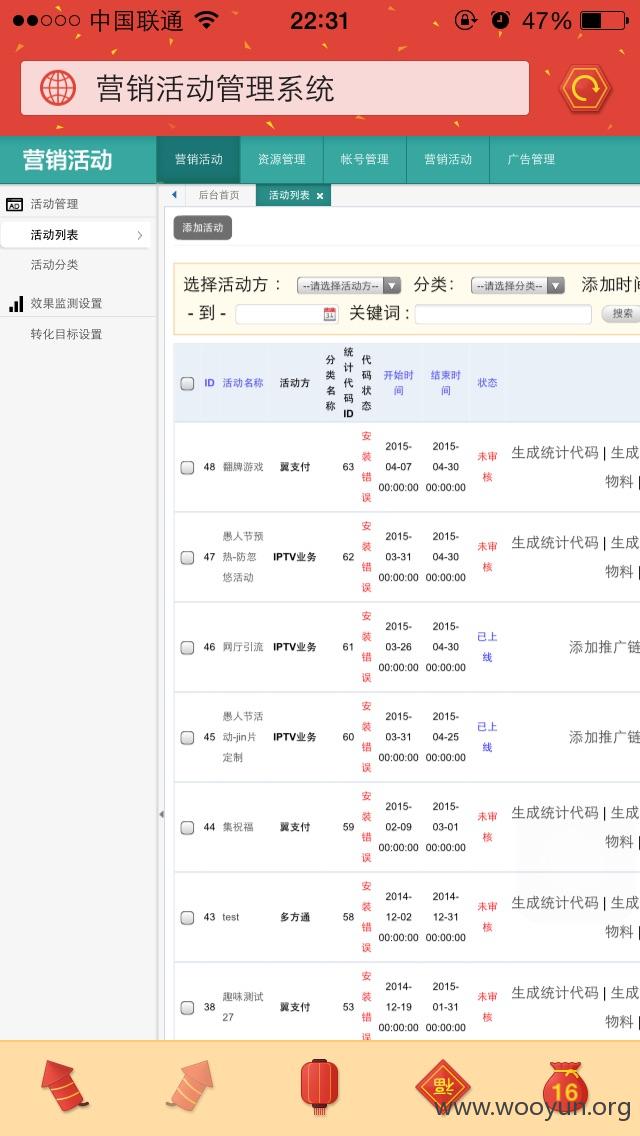 中国联通 22:31 47%
营销活动管理系统
营销活动 营销活动 资源管理 帐号管理 营销活动 广告管理
AD 活动管理
活动列表
活动分类
效果监测设置
转化目标设置
后台首页 活动列表 ×
添加活动
选择活动方： --请选择活动方-- 分类： --请选择分类-- 添加时间
- 到 - 关键词： 搜索
ID 活动名称 活动方 分类名称 统计代码ID 代码状态 开始时间 结束时间 状态
48 翻牌游戏 翼支付 63 安装错误 2015-04-07 00:00:00 2015-04-30 00:00:00 未审核 生成统计代码 | 生成
物料 |
47 愚人节预热-防忽悠活动 IPTV业务 62 安装错误 2015-03-31 00:00:00 2015-04-30 00:00:00 未审核 生成统计代码 | 生成
物料 |
46 网厅引流 IPTV业务 61 安装错误 2015-03-26 00:00:00 2015-04-30 00:00:00 已上线 添加推广链
45 愚人节活动-jin片定制 IPTV业务 60 安装错误 2015-03-31 00:00:00 2015-04-25 00:00:00 已上线 添加推广链
44 集祝福 翼支付 59 安装错误 2015-02-09 00:00:00 2015-03-01 00:00:00 未审核 生成统计代码 | 生成
物料 |
43 test 多方通 58 安装错误 2014-12-02 00:00:00 2014-12-31 00:00:00 未审核 生成统计代码 | 生成
物料 |
38 趣味测试27 翼支付 53 安装错误 2014-12-19 00:00:00 2015-01-31 00:00:00 未审核 生成统计代码 | 生成
物料 |
福 16
www.wooyun.org